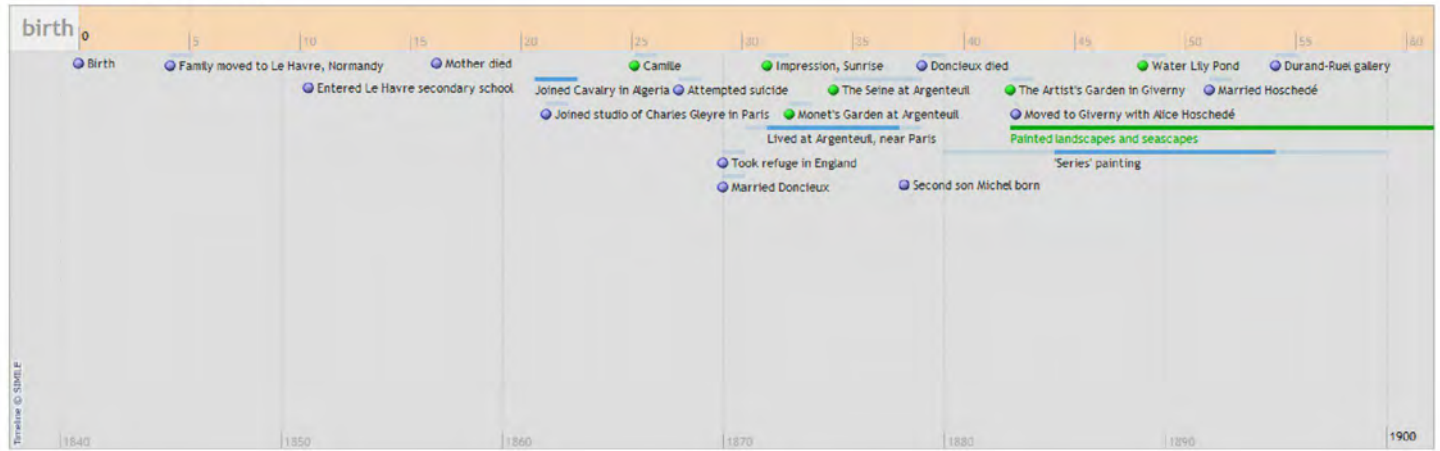 birth
0 5 10 15 20 25 30 35 40 45 50 55 60
Birth Family moved to Le Havre, Normandy Mother died Camille Impression, Sunrise Doncieux died Water Lily Pond Durand-Ruel gallery
Entered Le Havre secondary school Joined Cavalry in Algeria Attempted suicide The Seine at Argenteuil The Artist's Garden in Giverny Married Hoschedé
Joined studio of Charles Gleyre in Paris Monet's Garden at Argenteuil Moved to Giverny with Alice Hoschedé
Lived at Argenteuil, near Paris Painted landscapes and seascapes
Took refuge in England 'Series' painting
Married Doncieux Second son Michel born
Timeline © SIMILE
1840 1850 1860 1870 1880 1890 1900